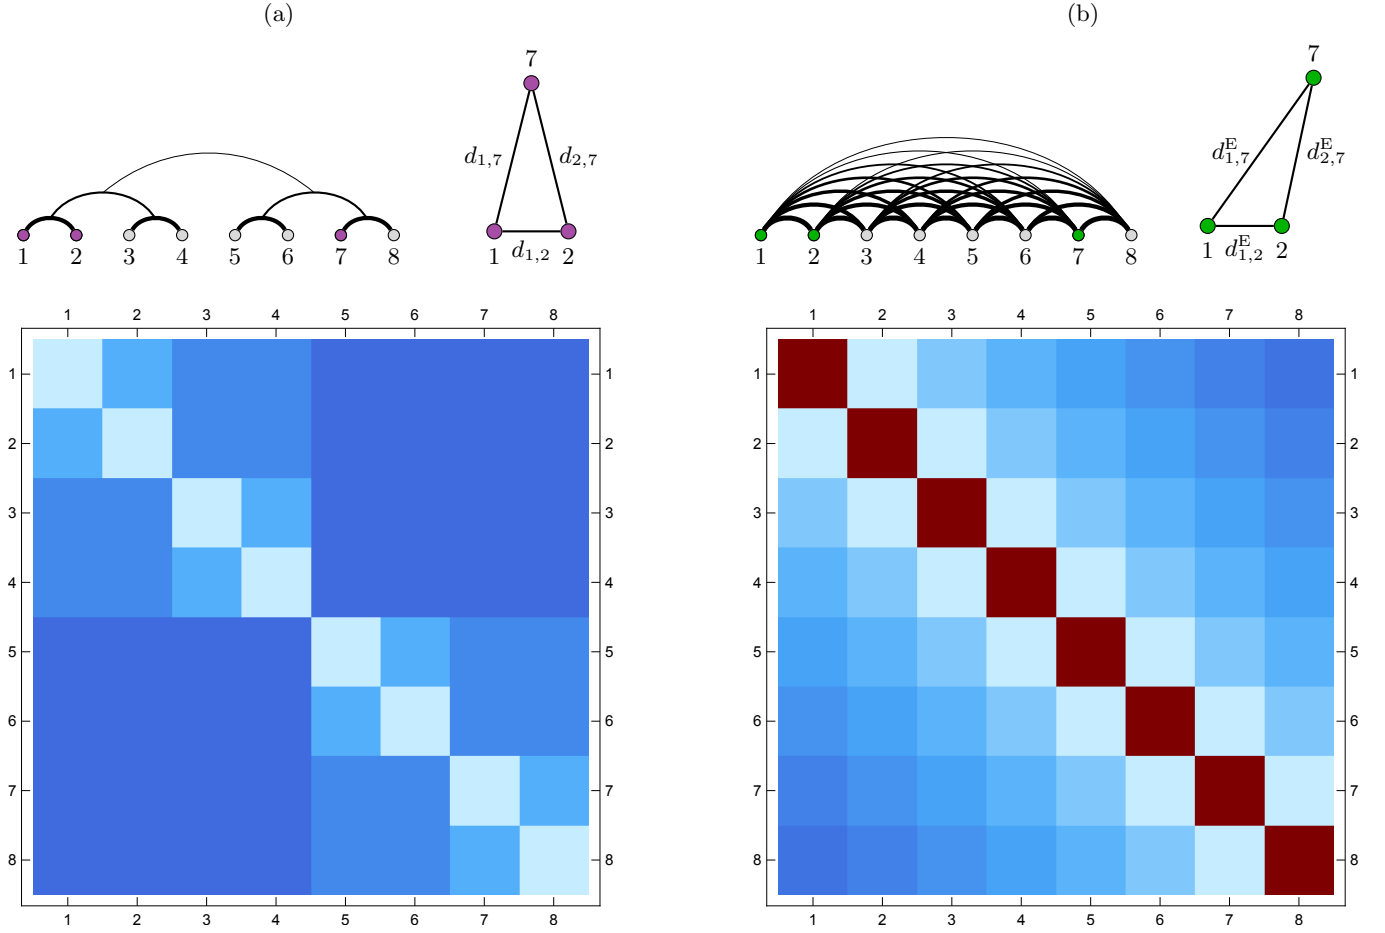 (a) (b)
7 7
d1,7 d2,7 d^E_1,7 d^E_2,7
1 2 3 4 5 6 7 8 1 d1,2 2 1 2 3 4 5 6 7 8 1 d^E_1,2 2
1 2 3 4 5 6 7 8 1 2 3 4 5 6 7 8
1 1 1 1
2 2 2 2
3 3 3 3
4 4 4 4
5 5 5 5
6 6 6 6
7 7 7 7
8 8 8 8
1 2 3 4 5 6 7 8 1 2 3 4 5 6 7 8